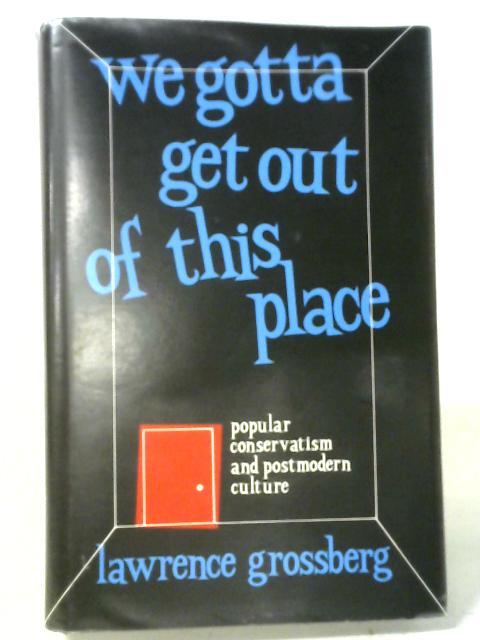 we gotta
get out
of this
place
popular
conservatism
and postmodern
culture
lawrence grossberg